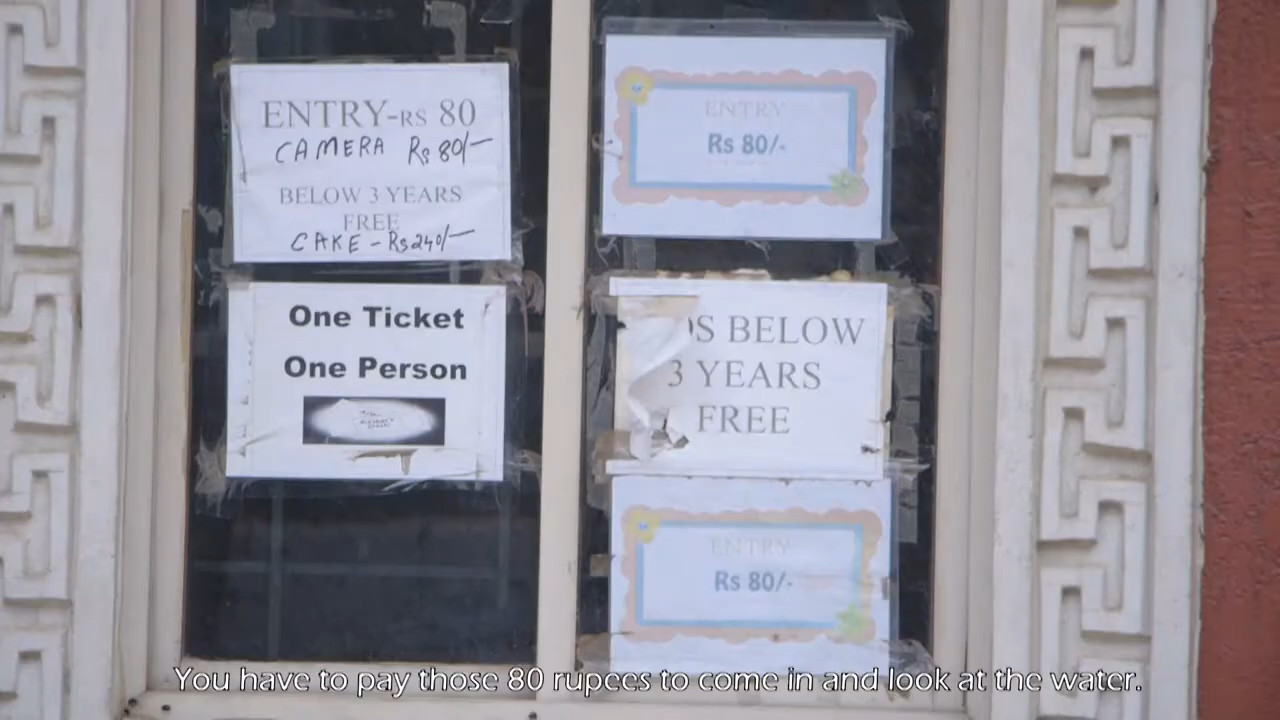 ENTRY-RS 80
CAMERA Rs 80/-
BELOW 3 YEARS
FREE
CAKE - Rs240/-
One Ticket
One Person
ENTRY
Rs 80/-
BELOW
3 YEARS
FREE
ENTRY
Rs 80/-
You have to pay those 80 rupees to come in and look at the water.